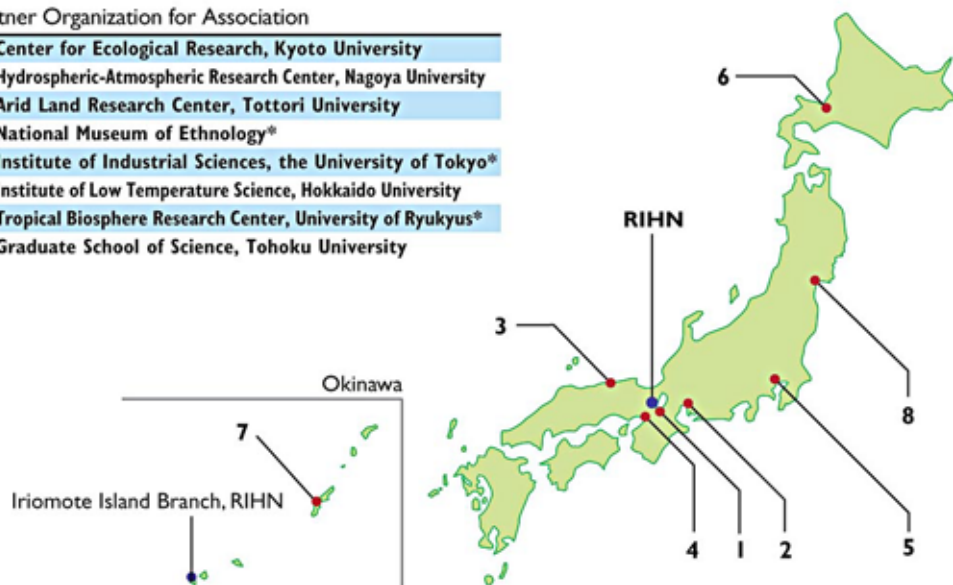 tner Organization for Association
Center for Ecological Research, Kyoto University
Hydrospheric-Atmospheric Research Center, Nagoya University
Arid Land Research Center, Tottori University
National Museum of Ethnology*
Institute of Industrial Sciences, the University of Tokyo*
Institute of Low Temperature Science, Hokkaido University
Tropical Biosphere Research Center, University of Ryukyus*
Graduate School of Science, Tohoku University
6
RIHN
3
Okinawa
8
7
Iriomote Island Branch, RIHN
4
1
2
5